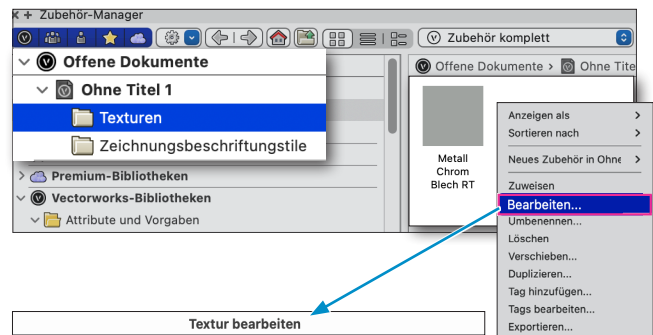 × + Zubehör-Manager
Zubehör komplett
Offene Dokumente
Ohne Titel 1
Texturen
Zeichnungsbeschriftungstile
Premium-Bibliotheken
Vectorworks-Bibliotheken
Attribute und Vorgaben
Offene Dokumente > Ohne Tite
Metall
Chrom
Blech RT
Anzeigen als >
Sortieren nach >
Neues Zubehör in Ohne >
Zuweisen
Bearbeiten...
Umbenennen...
Löschen
Verschieben...
Duplizieren...
Tag hinzufügen...
Tags bearbeiten...
Exportieren...
Textur bearbeiten